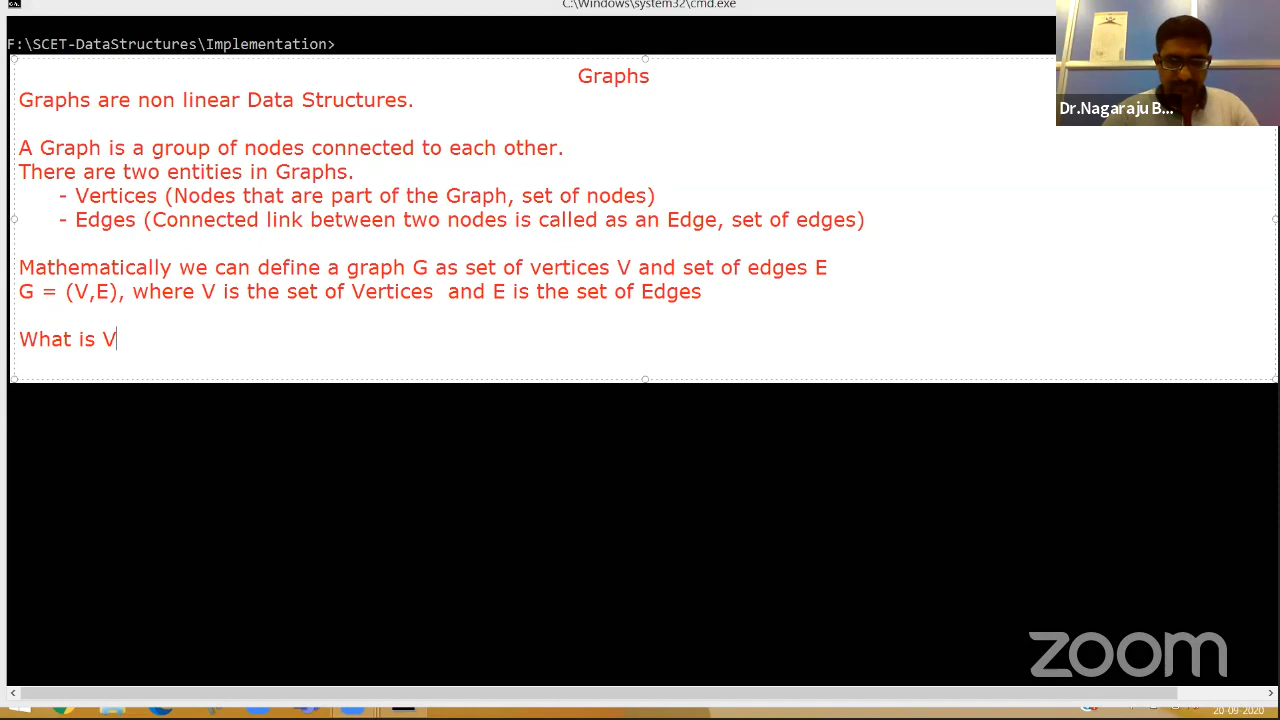 C:\Windows\system32\cmd.exe
F:\SCET-DataStructures\Implementation>
Graphs
Graphs are non linear Data Structures.
A Graph is a group of nodes connected to each other.
There are two entities in Graphs.
- Vertices (Nodes that are part of the Graph, set of nodes)
- Edges (Connected link between two nodes is called as an Edge, set of edges)
Mathematically we can define a graph G as set of vertices V and set of edges E
G = (V,E), where V is the set of Vertices and E is the set of Edges
What is V
Dr.Nagaraju B...
zoom
20-09-2020